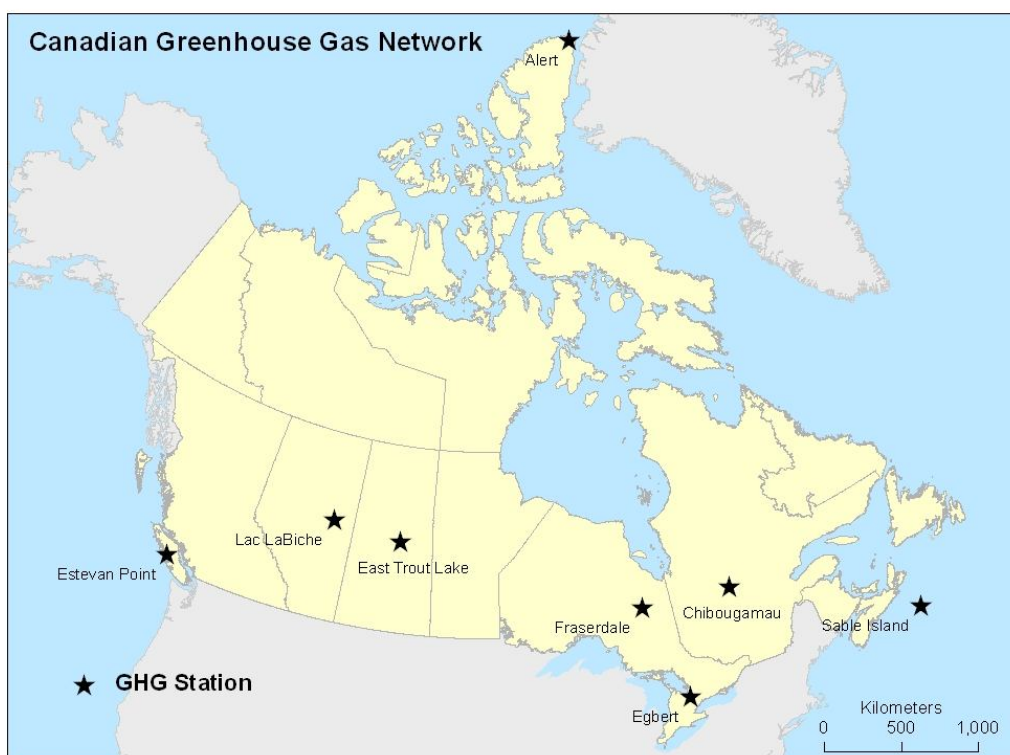 Canadian Greenhouse Gas Network
Alert
Lac LaBiche
East Trout Lake
Estevan Point
Chibougamau
Fraserdale
Sable Island
GHG Station
Egbert
Kilometers
0 500 1,000